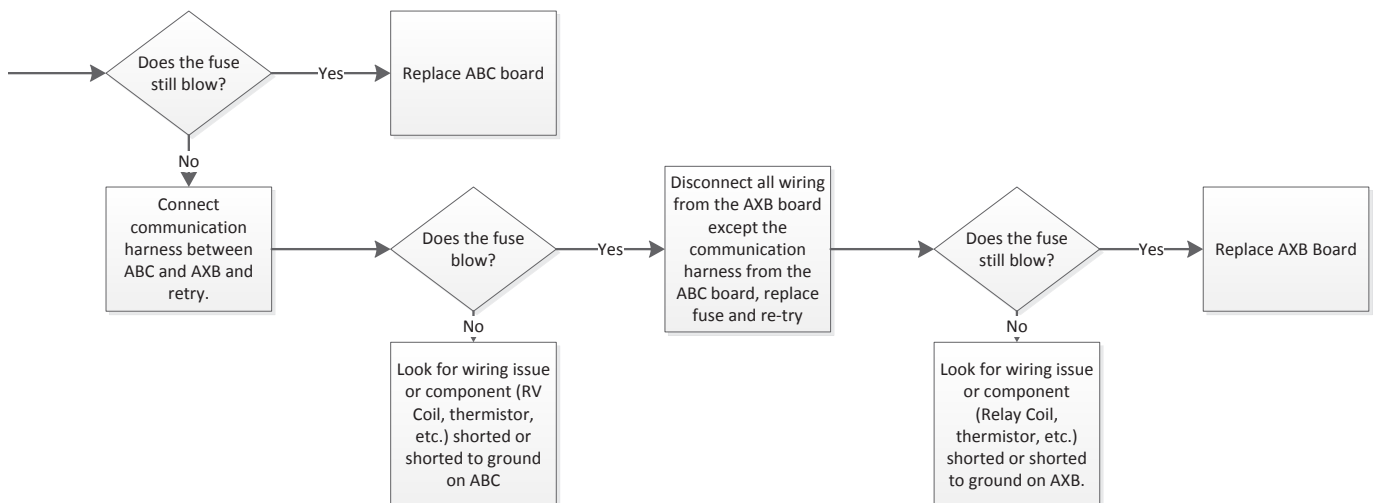 Does the fuse
still blow?
Yes
Replace ABC board
No
Connect
communication
harness between
ABC and AXB and
retry.
Does the fuse
blow?
Yes
Disconnect all wiring
from the AXB board
except the
communication
harness from the
ABC board, replace
fuse and re-try
Does the fuse
still blow?
Yes
Replace AXB Board
No
Look for wiring issue
or component (RV
Coil, thermistor,
etc.) shorted or
shorted to ground
on ABC
No
Look for wiring issue
or component
(Relay Coil,
thermistor, etc.)
shorted or shorted
to ground on AXB.